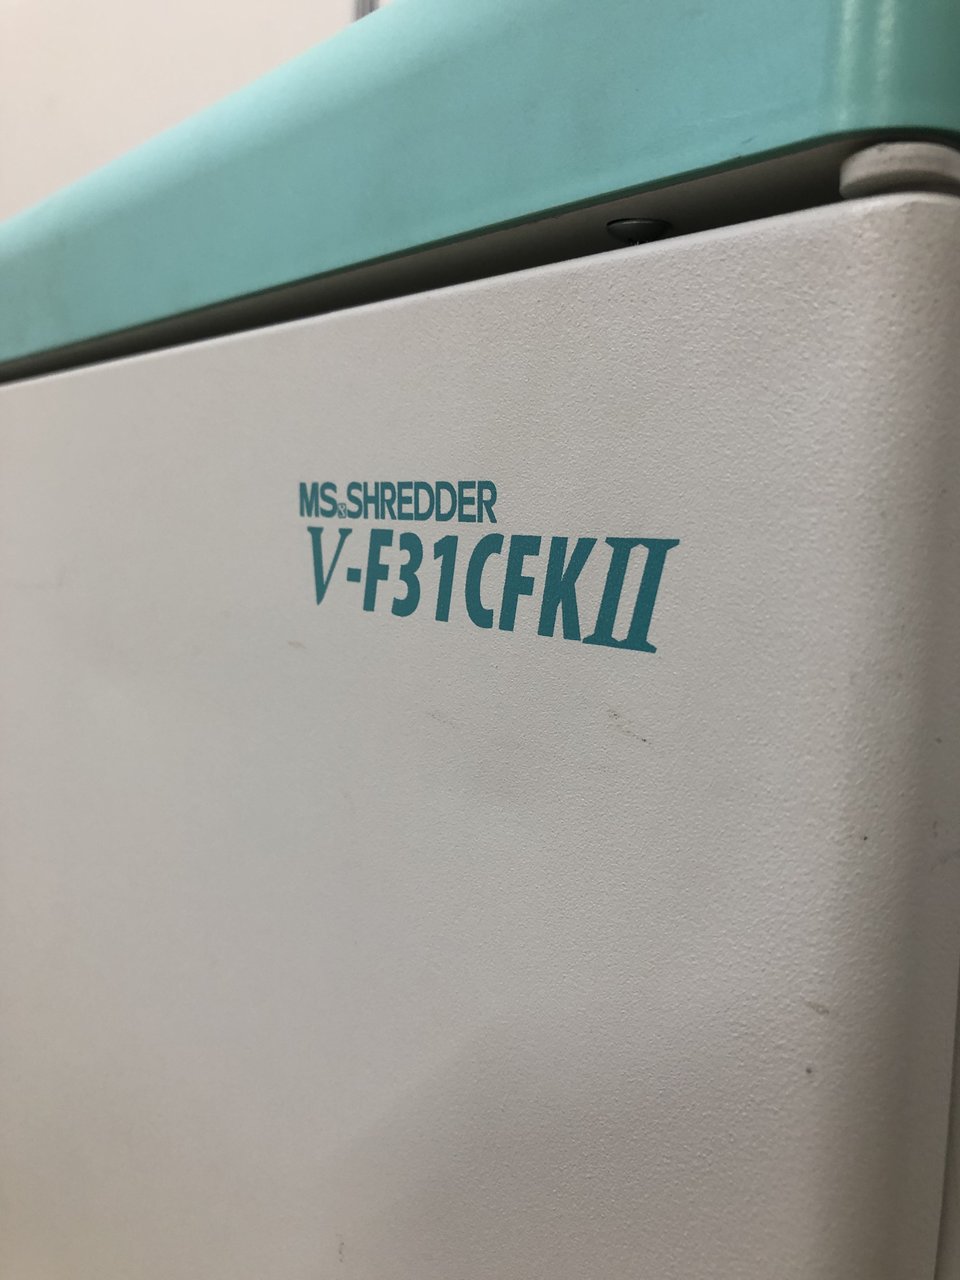 MS SHREDDER
V-F31CFKII